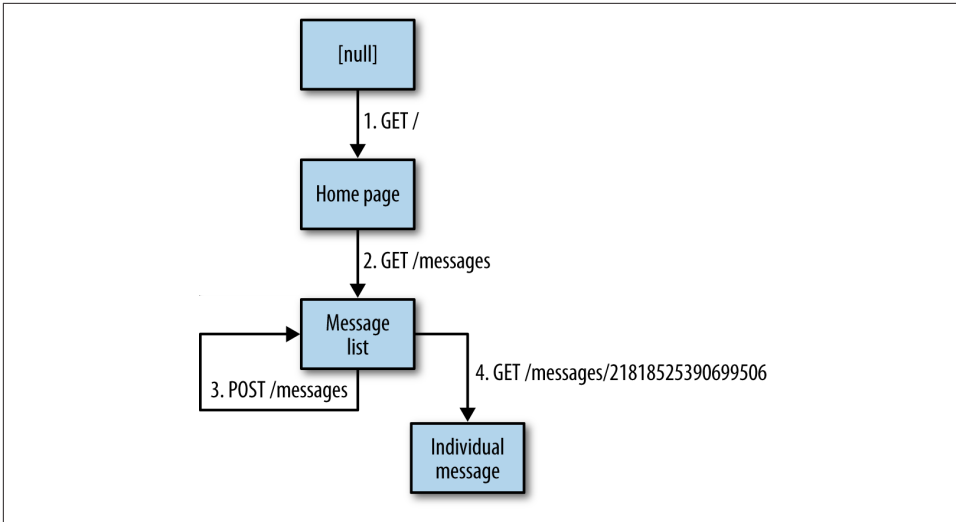 [null]
1. GET /
Home page
2. GET /messages
Message
list
3. POST /messages
4. GET /messages/21818525390699506
Individual
message